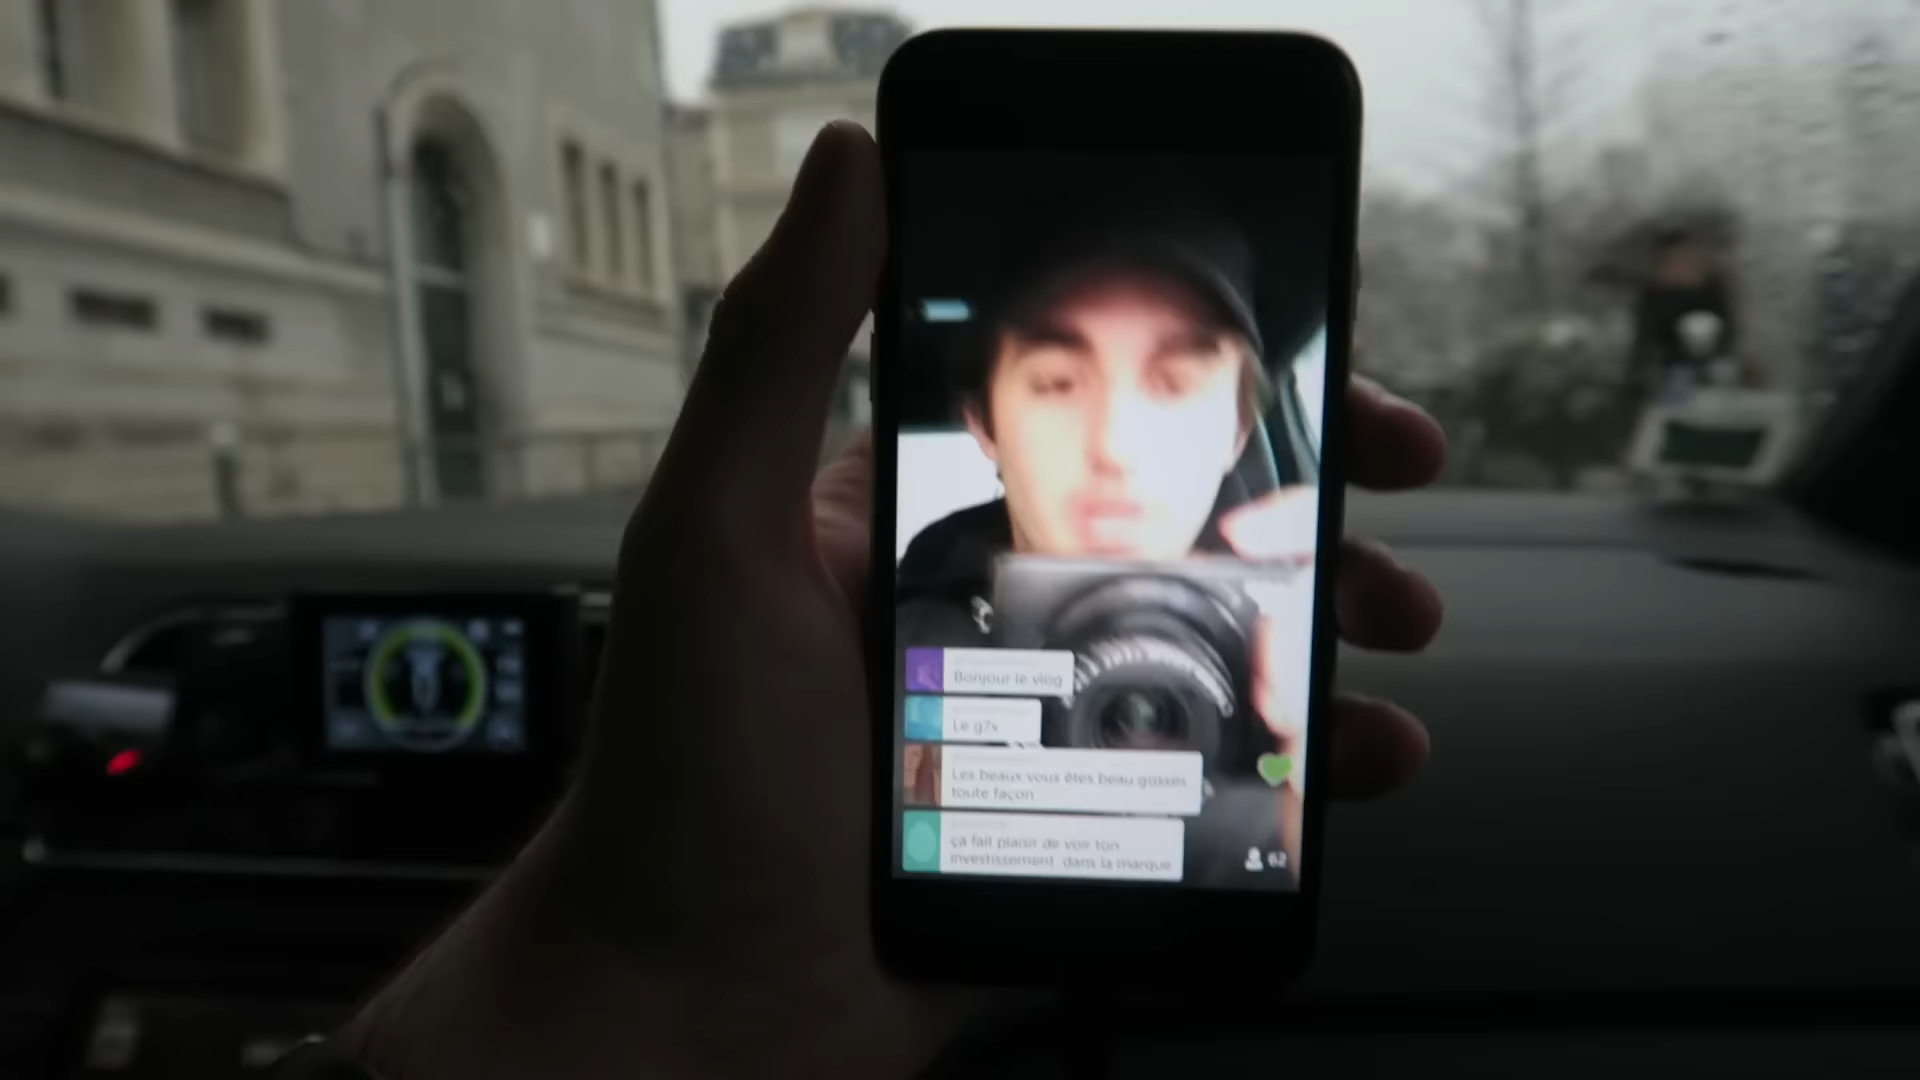 Bonjour le vlog
Le g7x
Les beaux vous êtes beau gosses
toute façon
ça fait plaisir de voir ton
investissement dans la marque
62